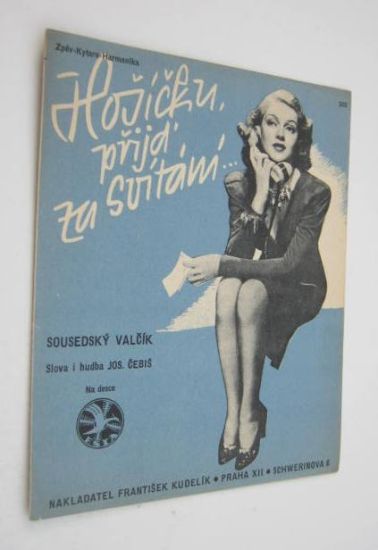 Zpěv-Kytara-Harmonika
Hošíčku,
přijď
za svítání...
SOUSEDSKÝ VALČÍK
Slova i hudba JOS. ČEBIŠ
Na desce
ESTA
NAKLADATEL FRANTIŠEK KUDELÍK • PRAHA XII • SCHWERINOVA